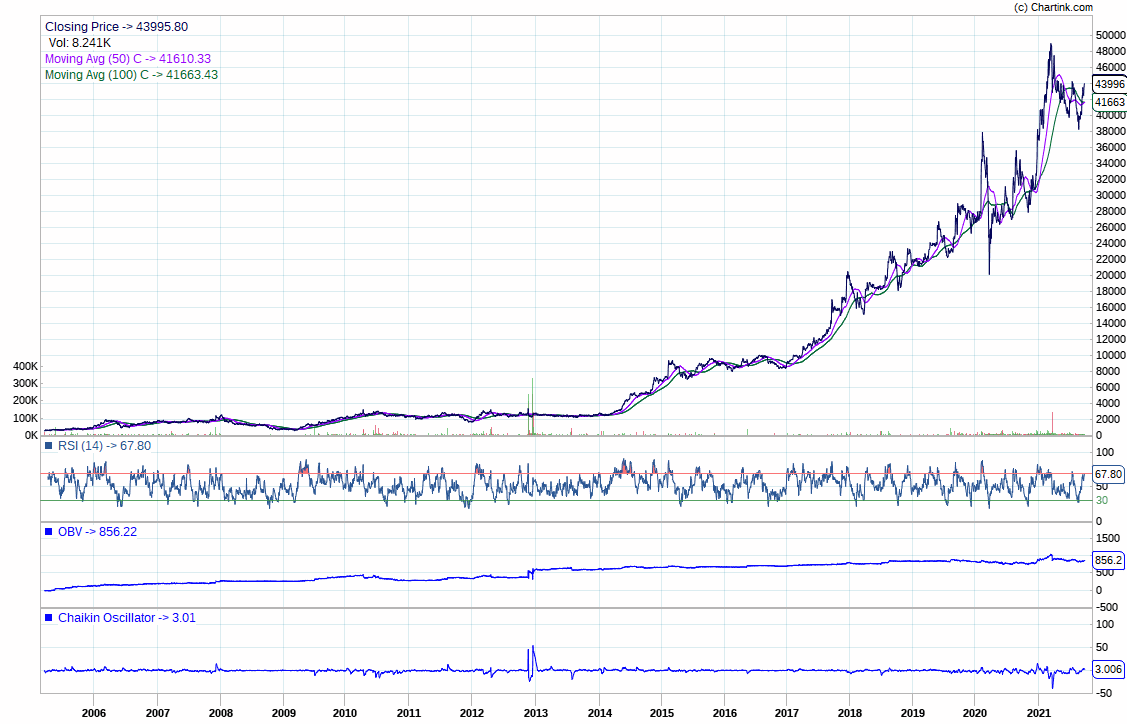 (c) Chartink.com
Closing Price -> 43995.80
Vol: 8.241K
Moving Avg (50) C -> 41610.33
Moving Avg (100) C -> 41663.43
50000
48000
46000
43996
41663
40000
38000
36000
34000
32000
30000
28000
26000
24000
22000
20000
18000
16000
14000
12000
10000
8000
6000
4000
2000
0
400K
300K
200K
100K
0K
RSI (14) -> 67.80
100
67.80
50
30
0
OBV -> 856.22
1500
856.2
500
0
-500
Chaikin Oscillator -> 3.01
100
50
3.006
-50
2006 2007 2008 2009 2010 2011 2012 2013 2014 2015 2016 2017 2018 2019 2020 2021